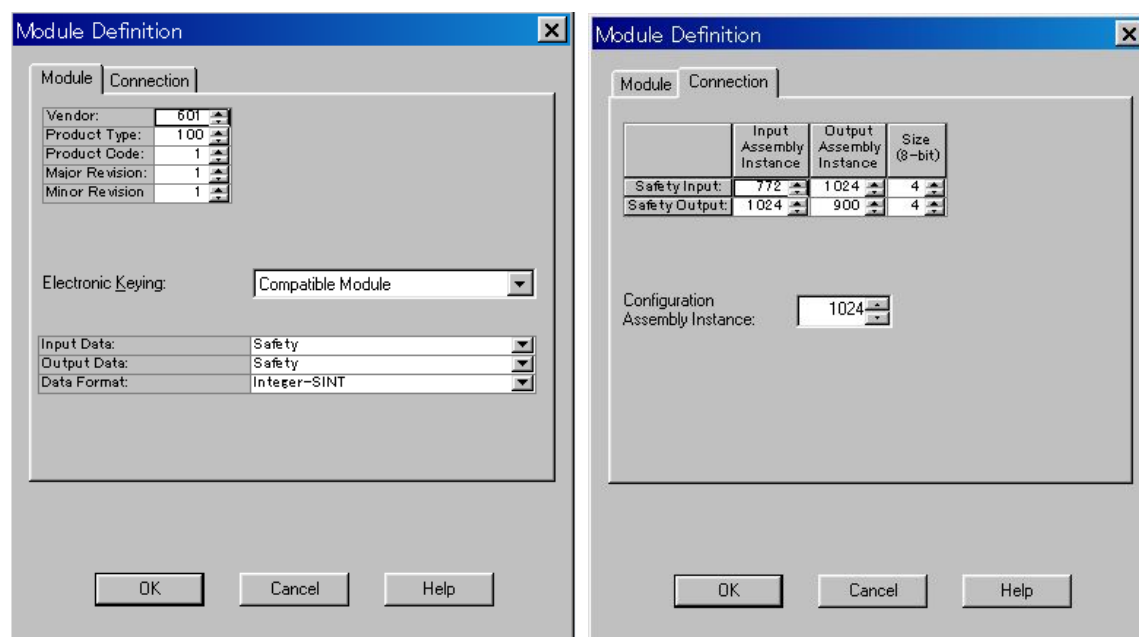 Module Definition
Module Connection
Vendor: 601
Product Type: 100
Product Code: 1
Major Revision: 1
Minor Revision 1
Electronic Keying: Compatible Module
Input Data: Safety
Output Data: Safety
Data Format: Integer-SINT
OK Cancel Help
Module Definition
Module Connection
Input Assembly Instance Output Assembly Instance Size (8-bit)
Safety Input: 772 1024 4
Safety Output: 1024 900 4
Configuration
Assembly Instance: 1024
OK Cancel Help